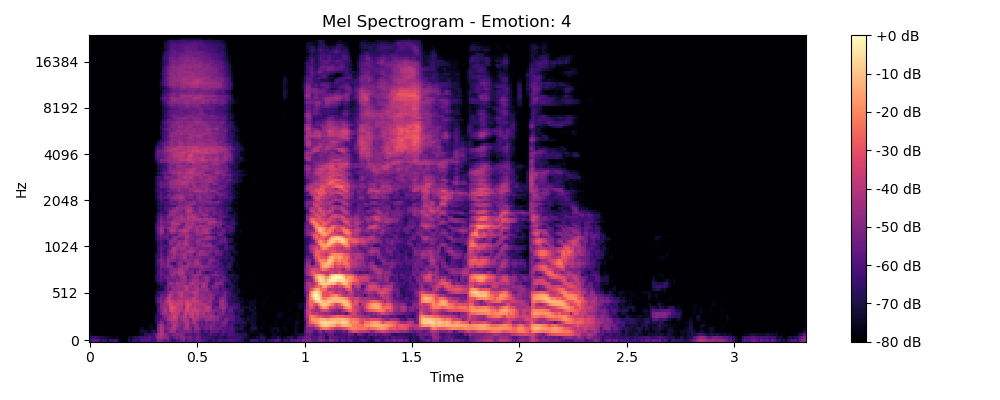 Mel Spectrogram - Emotion: 4
Hz
16384
8192
4096
2048
1024
512
0
0 0.5 1 1.5 2 2.5 3
Time
+0 dB
-10 dB
-20 dB
-30 dB
-40 dB
-50 dB
-60 dB
-70 dB
-80 dB